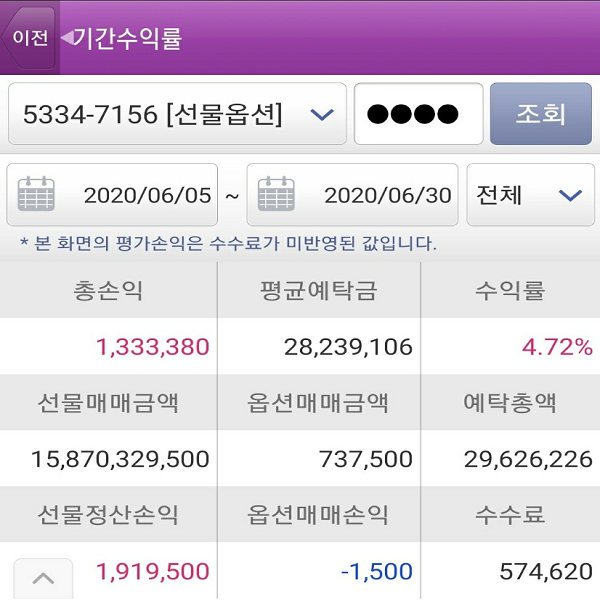 이전 기간수익률
5334-7156 [선물옵션] ●●●● 조회
2020/06/05 ~ 2020/06/30 전체
* 본 화면의 평가손익은 수수료가 미반영된 값입니다.
총손익 평균예탁금 수익률
1,333,380 28,239,106 4.72%
선물매매금액 옵션매매금액 예탁총액
15,870,329,500 737,500 29,626,226
선물정산손익 옵션매매손익 수수료
1,919,500 -1,500 574,620